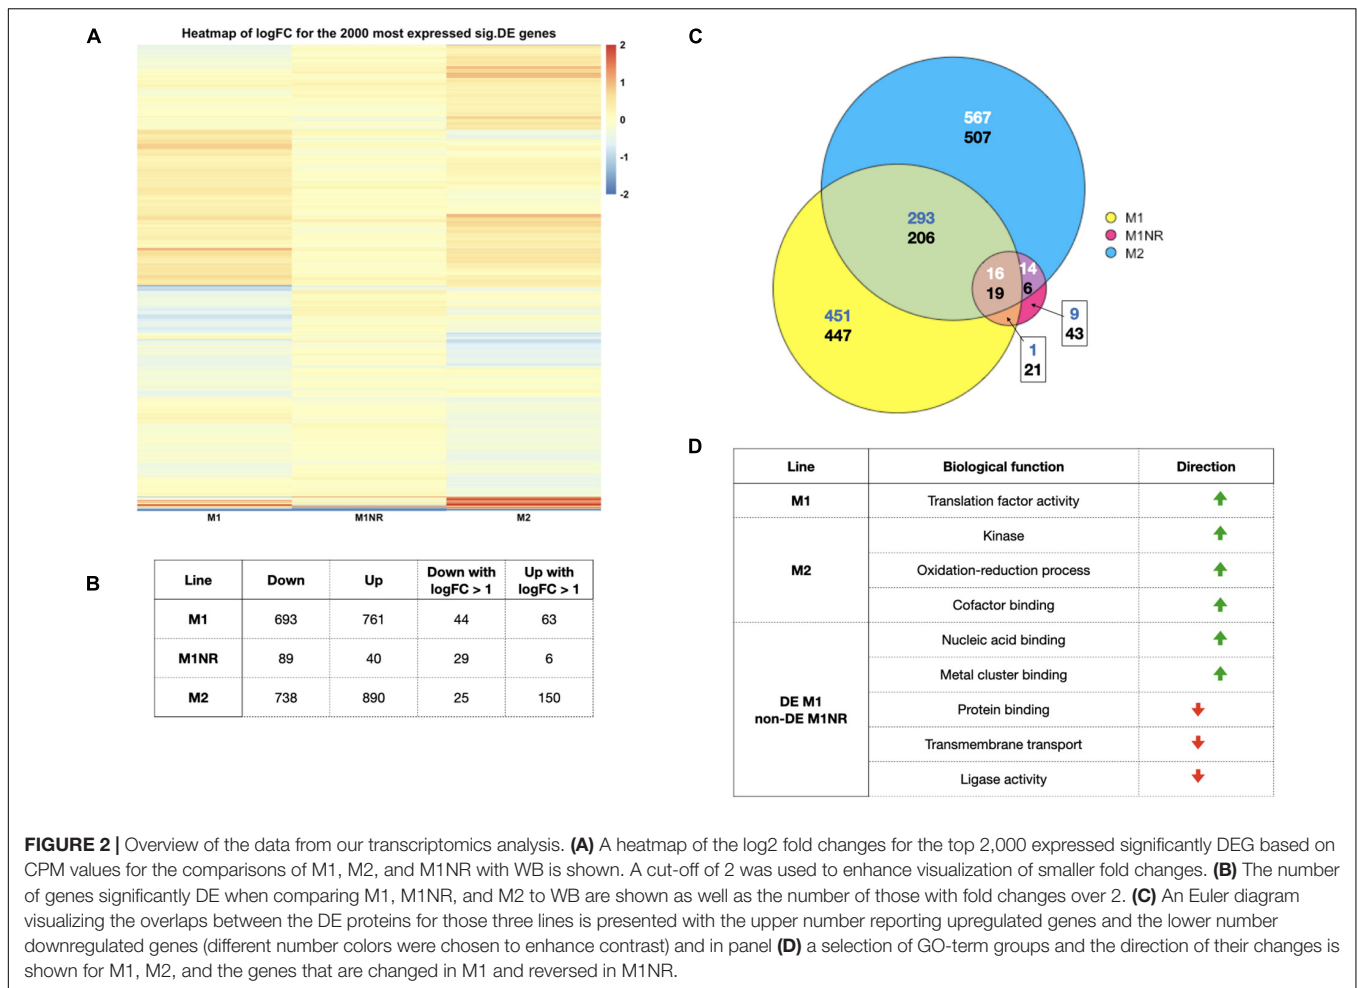 A
Heatmap of logFC for the 2000 most expressed sig.DE genes
2
1
0
-1
-2
M1 M1NR M2
B
Line Down Up Down with logFC > 1 Up with logFC > 1
M1 693 761 44 63
M1NR 89 40 29 6
M2 738 890 25 150
C
567
507
293
206
16 14
19 6
451
447
9
43
1
21
M1
M1NR
M2
D
Line Biological function Direction
M1 Translation factor activity
M2 Kinase
Oxidation-reduction process
Cofactor binding
DE M1 non-DE M1NR Nucleic acid binding
Metal cluster binding
Protein binding
Transmembrane transport
Ligase activity
FIGURE 2 | Overview of the data from our transcriptomics analysis. (A) A heatmap of the log2 fold changes for the top 2,000 expressed significantly DEG based on
CPM values for the comparisons of M1, M2, and M1NR with WB is shown. A cut-off of 2 was used to enhance visualization of smaller fold changes. (B) The number
of genes significantly DE when comparing M1, M1NR, and M2 to WB are shown as well as the number of those with fold changes over 2. (C) An Euler diagram
visualizing the overlaps between the DE proteins for those three lines is presented with the upper number reporting upregulated genes and the lower number
downregulated genes (different number colors were chosen to enhance contrast) and in panel (D) a selection of GO-term groups and the direction of their changes is
shown for M1, M2, and the genes that are changed in M1 and reversed in M1NR.